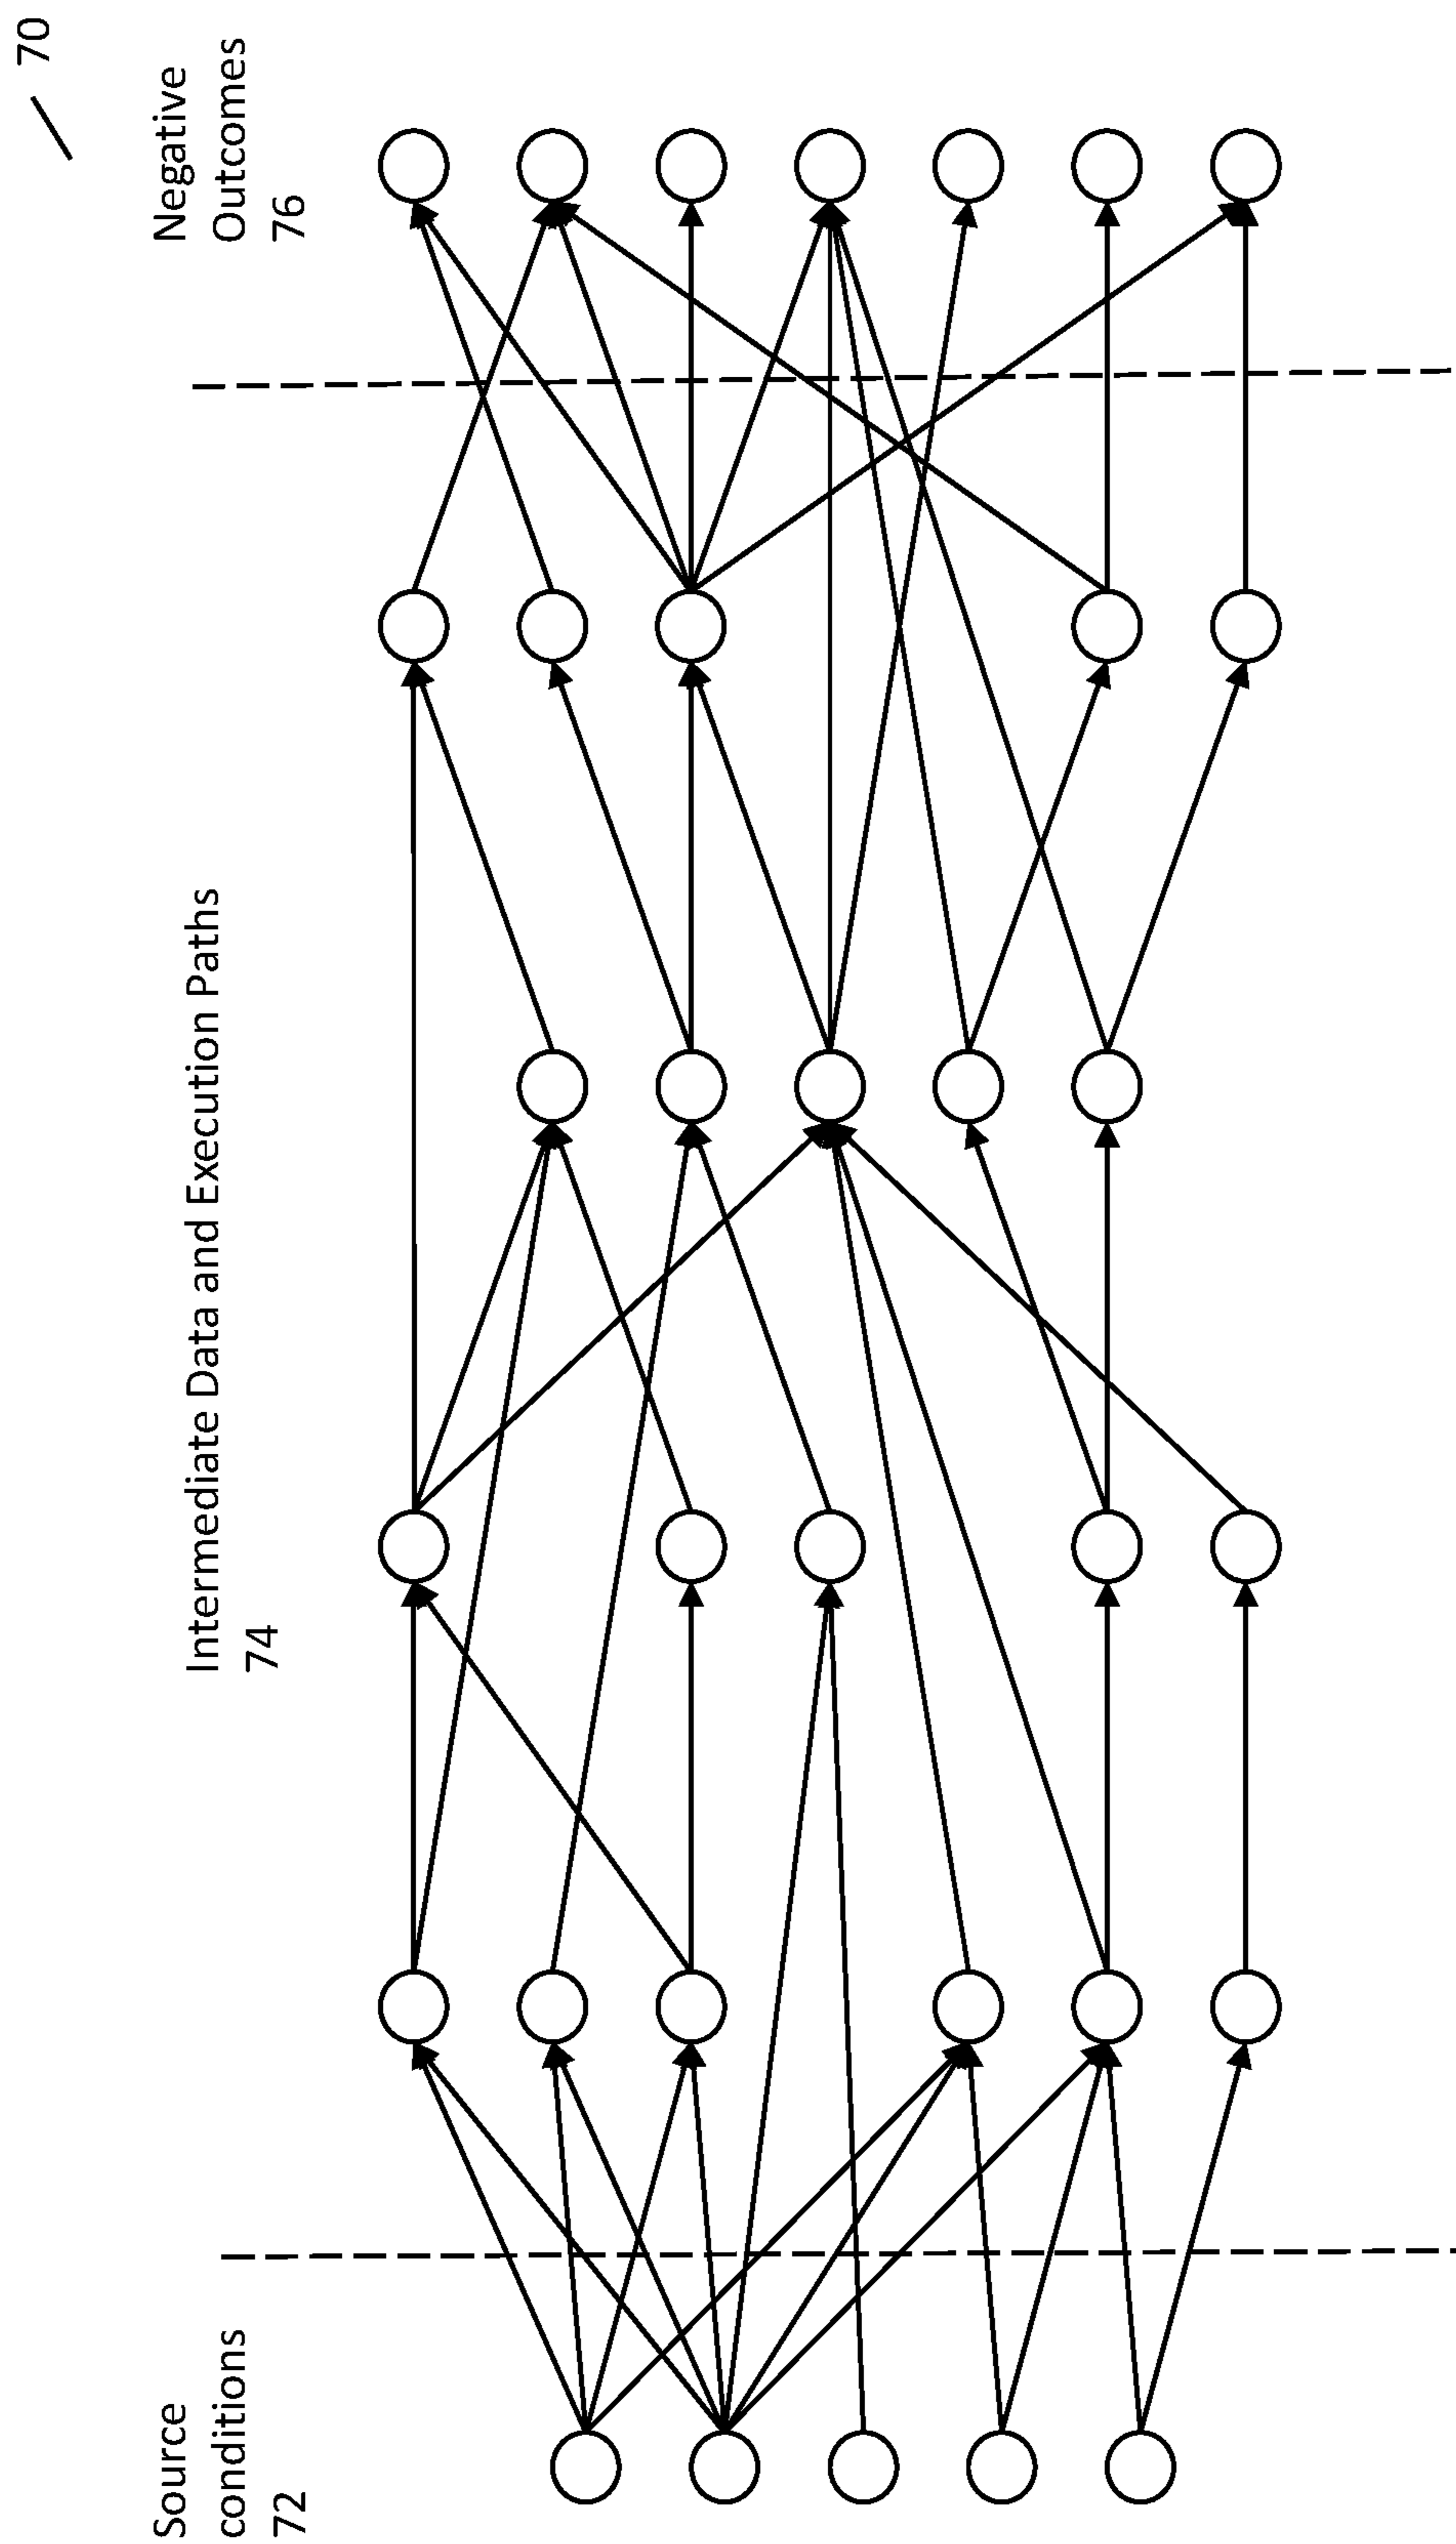 70
Source
conditions
72
Intermediate Data and Execution Paths
74
Negative
Outcomes
76